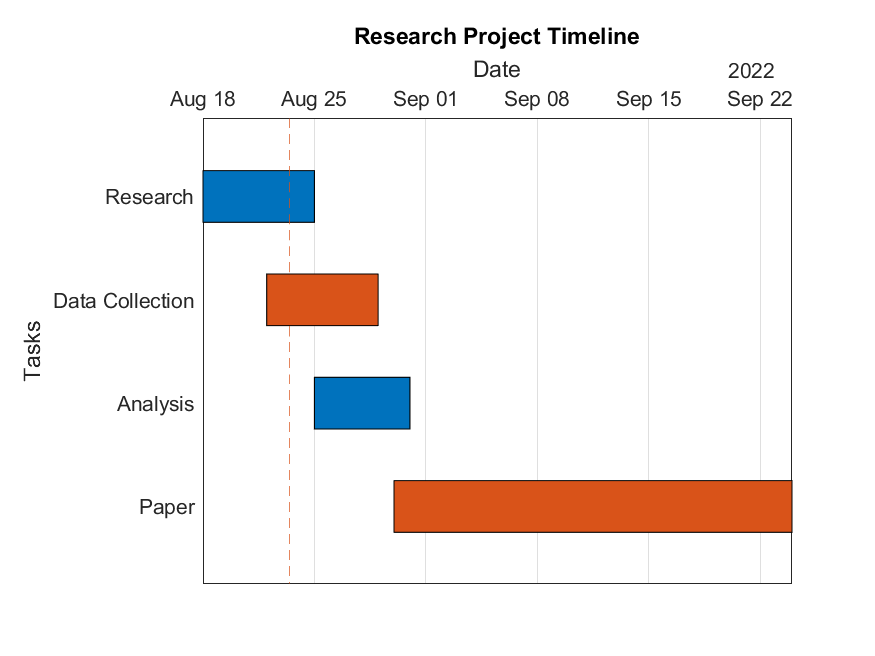 Research Project Timeline
Date
2022
Aug 18 Aug 25 Sep 01 Sep 08 Sep 15 Sep 22
Research
Data Collection
Tasks
Analysis
Paper